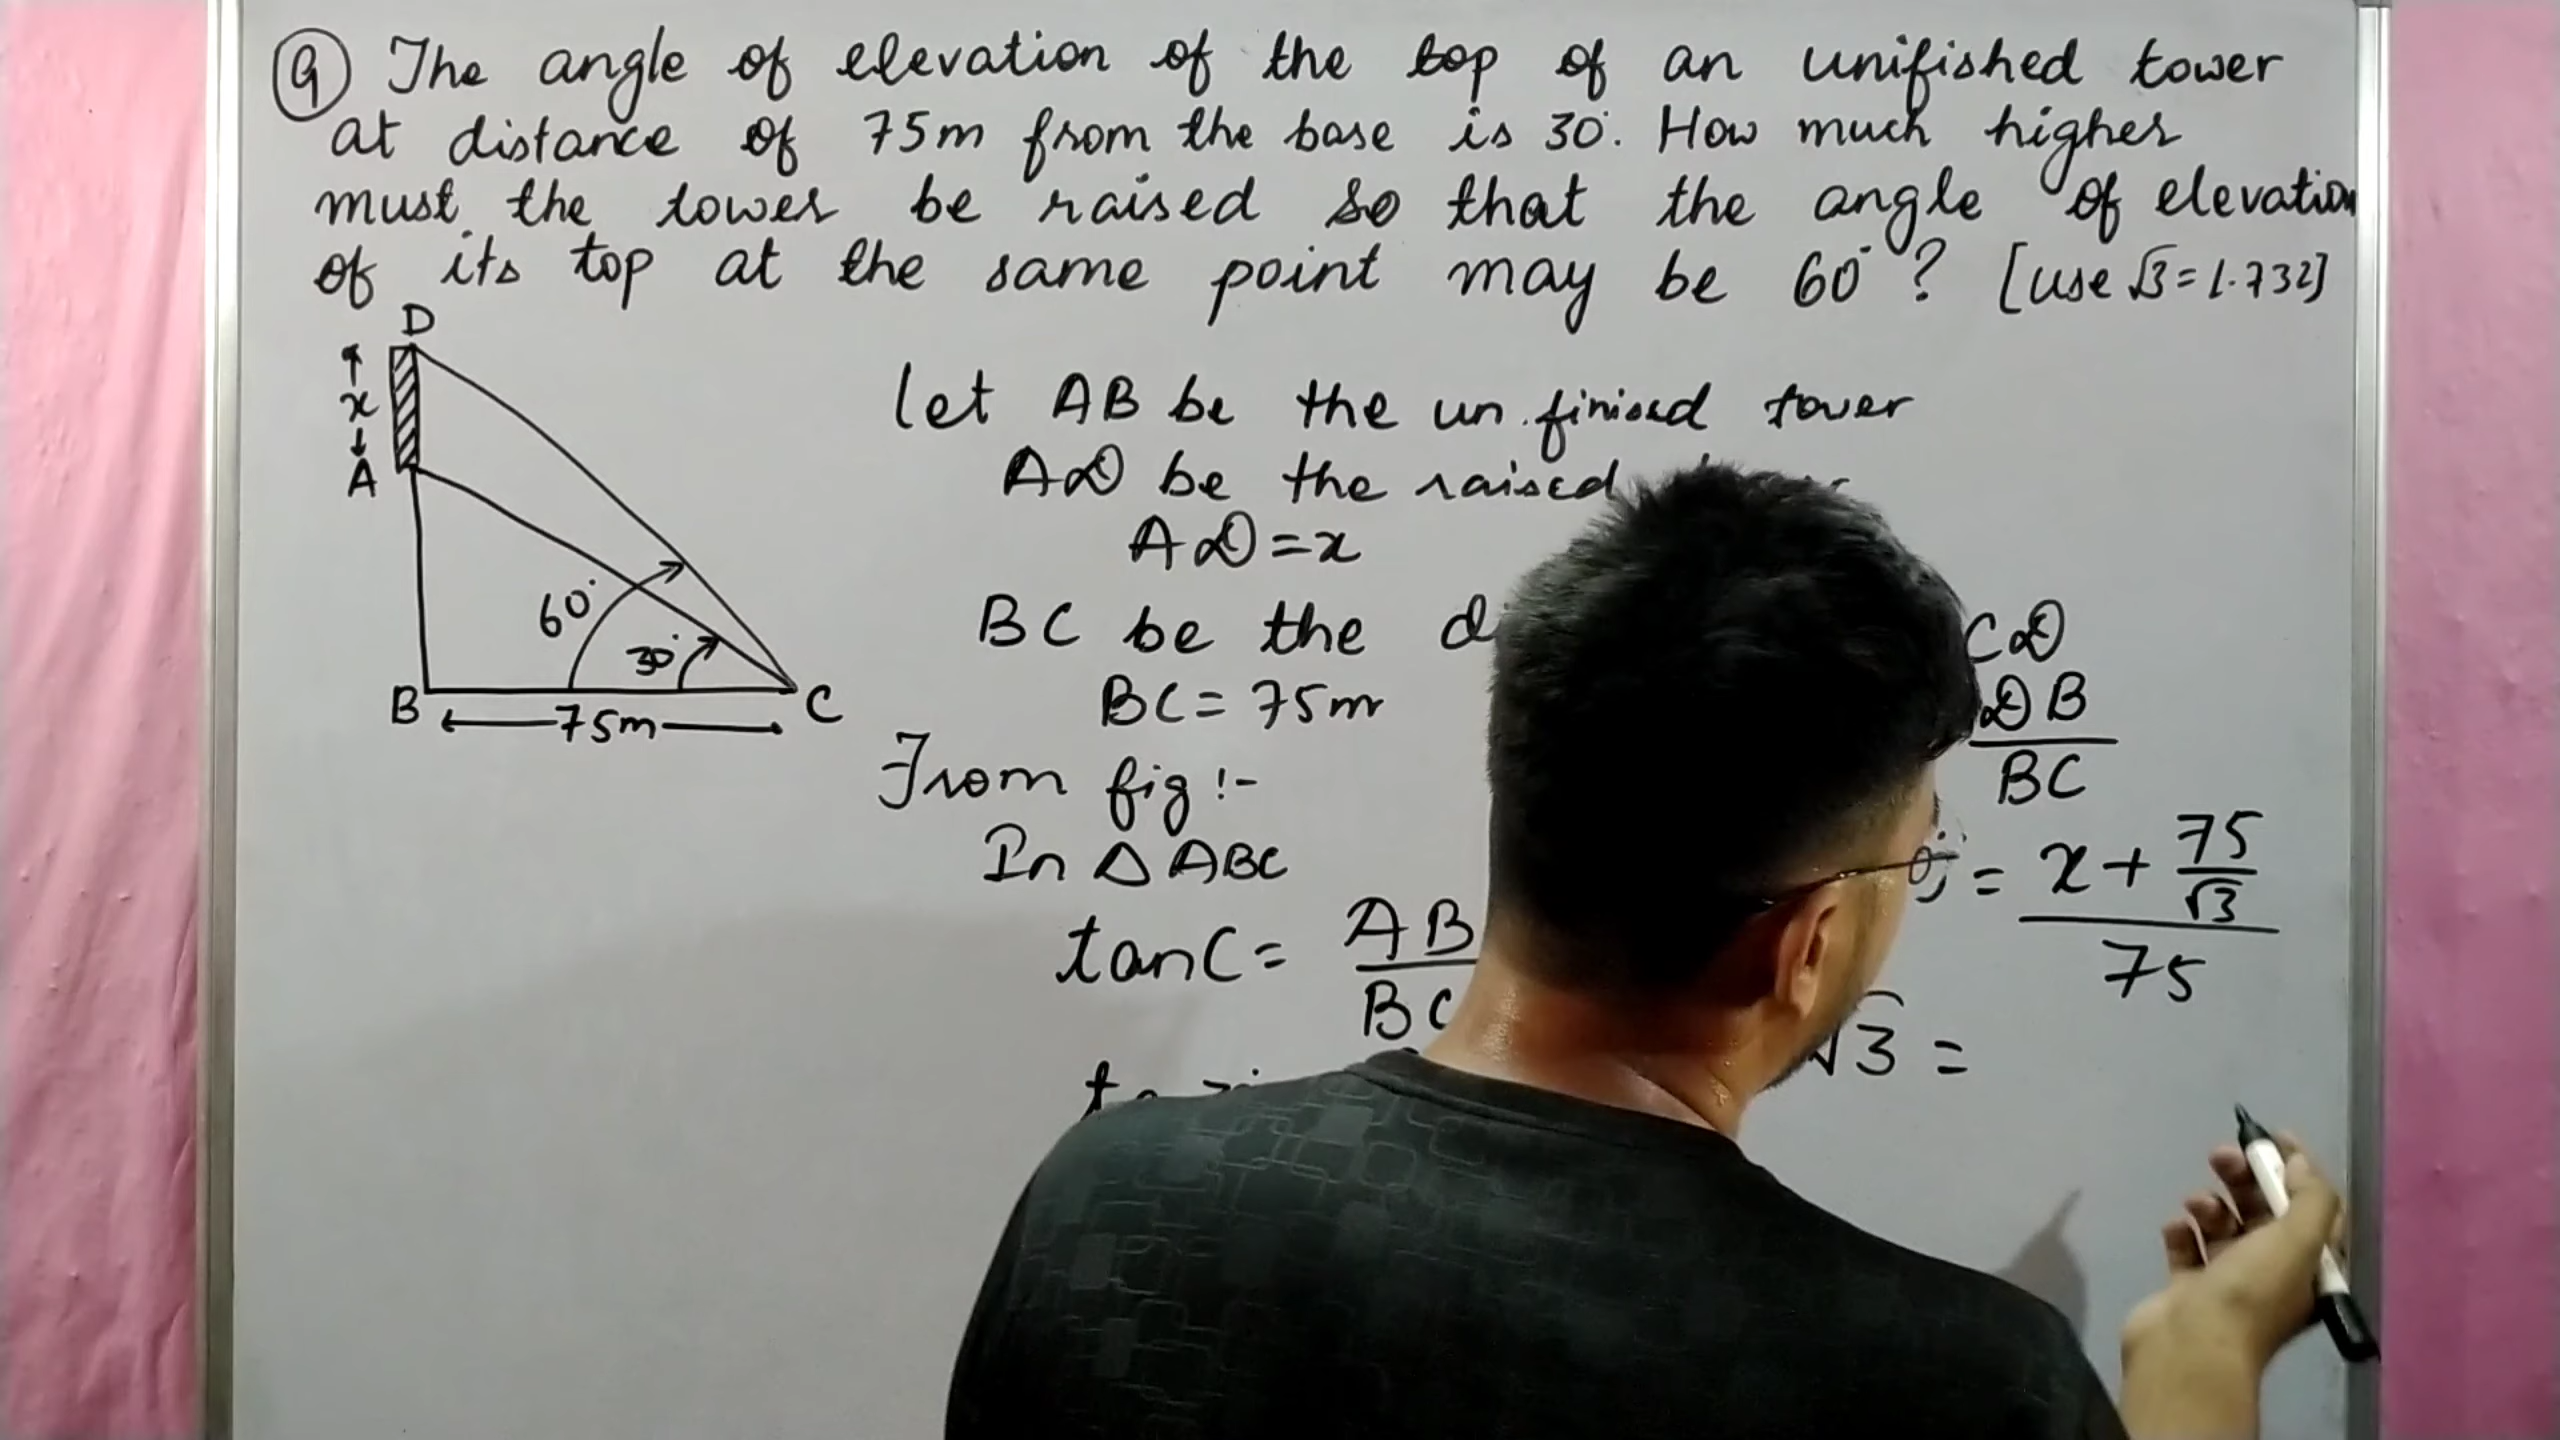 Q The angle of elevation of the top of an unifished tower
at distance of 75m from the base is 30°. How much higher
must the tower be raised so that the angle of elevation
of its top at the same point may be 60°? [use √3 = 1.732]
D
x
A
60°
30°
B
75m
C
let AB be the un finised tower
AD be the raised
AD = x
BC be the
BC = 75m
From fig :-
In △ ABC
tan C = AB/BC
CD
DB/BC
= (x + 75/√3)/75
√3 =